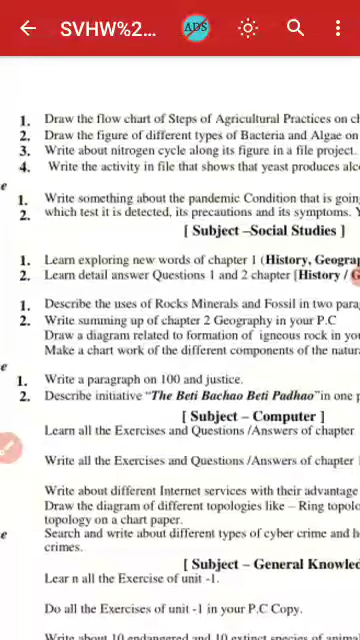 SVHW%2...
ADS
1. Draw the flow chart of Steps of Agricultural Practices on
2. Draw the figure of different types of Bacteria and Algae on
3. Write about nitrogen cycle along its figure in a file project.
4. Write the activity in file that shows that yeast produces
e
1. Write something about the pandemic Condition that is
2. which test it is detected, its precautions and its symptoms.
[ Subject –Social Studies ]
1. Learn exploring new words of chapter 1 (History,
2. Learn detail answer Questions 1 and 2 chapter [History /
1. Describe the uses of Rocks Minerals and Fossil in two
2. Write summing up of chapter 2 Geography in your P.C
Draw a diagram related to formation of igneous rock in
Make a chart work of the different components of the
e
1. Write a paragraph on 100 and justice.
2. Describe initiative “The Beti Bachao Beti Padhao”in one
[ Subject – Computer ]
Learn all the Exercises and Questions /Answers of chapter
Write all the Exercises and Questions /Answers of chapter
Write about different Internet services with their advantage
Draw the diagram of different topologies like – Ring
topology on a chart paper.
e
Search and write about different types of cyber crime and
crimes.
[ Subject – General
Lear n all the Exercise of unit -1.
Do all the Exercises of unit -1 in your P.C Copy.
Write about 10 endangered and 10 extinct species of